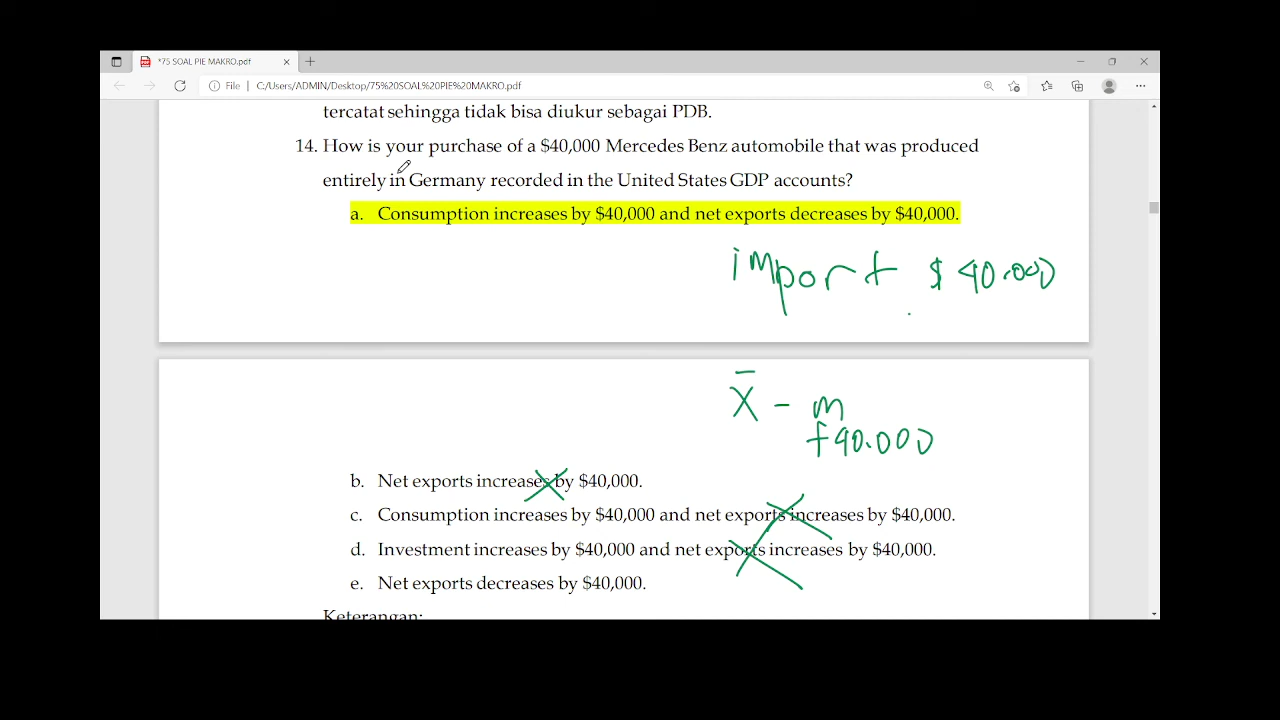 *75 SOAL PIE MAKRO.pdf
File | C:/Users/ADMIN/Desktop/75%20SOAL%20PIE%20MAKRO.pdf
tercatat sehingga tidak bisa diukur sebagai PDB.
14. How is your purchase of a $40,000 Mercedes Benz automobile that was produced
entirely in Germany recorded in the United States GDP accounts?
a. Consumption increases by $40,000 and net exports decreases by $40,000.
import $40.000
X - m
+40.000
b. Net exports increases by $40,000.
c. Consumption increases by $40,000 and net exports increases by $40,000.
d. Investment increases by $40,000 and net exports increases by $40,000.
e. Net exports decreases by $40,000.
Keterangan: